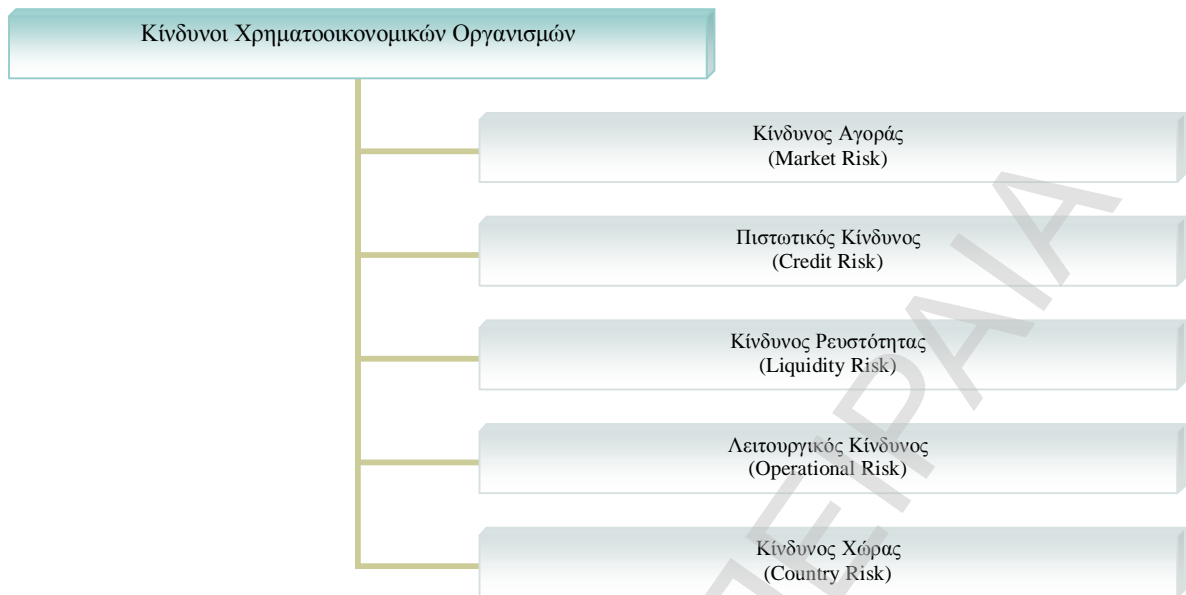 Κίνδυνοι Χρηματοοικονομικών Οργανισμών
Κίνδυνος Αγοράς
(Market Risk)
Πιστωτικός Κίνδυνος
(Credit Risk)
Κίνδυνος Ρευστότητας
(Liquidity Risk)
Λειτουργικός Κίνδυνος
(Operational Risk)
Κίνδυνος Χώρας
(Country Risk)